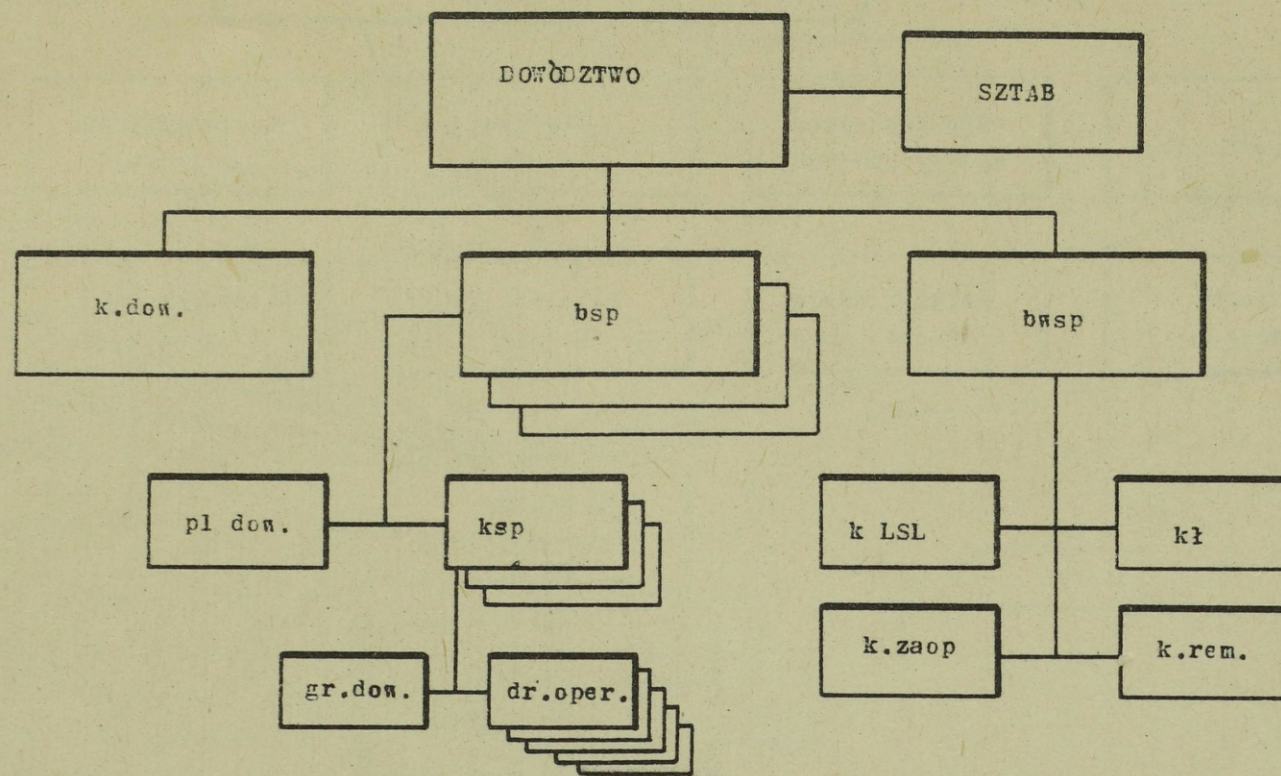 DOWÓDZTWO
SZTAB
k.dow.
bsp
bwsp
pl dow.
ksp
k LSL
kł
k.zaop
k.rem.
gr.dow.
dr.oper.